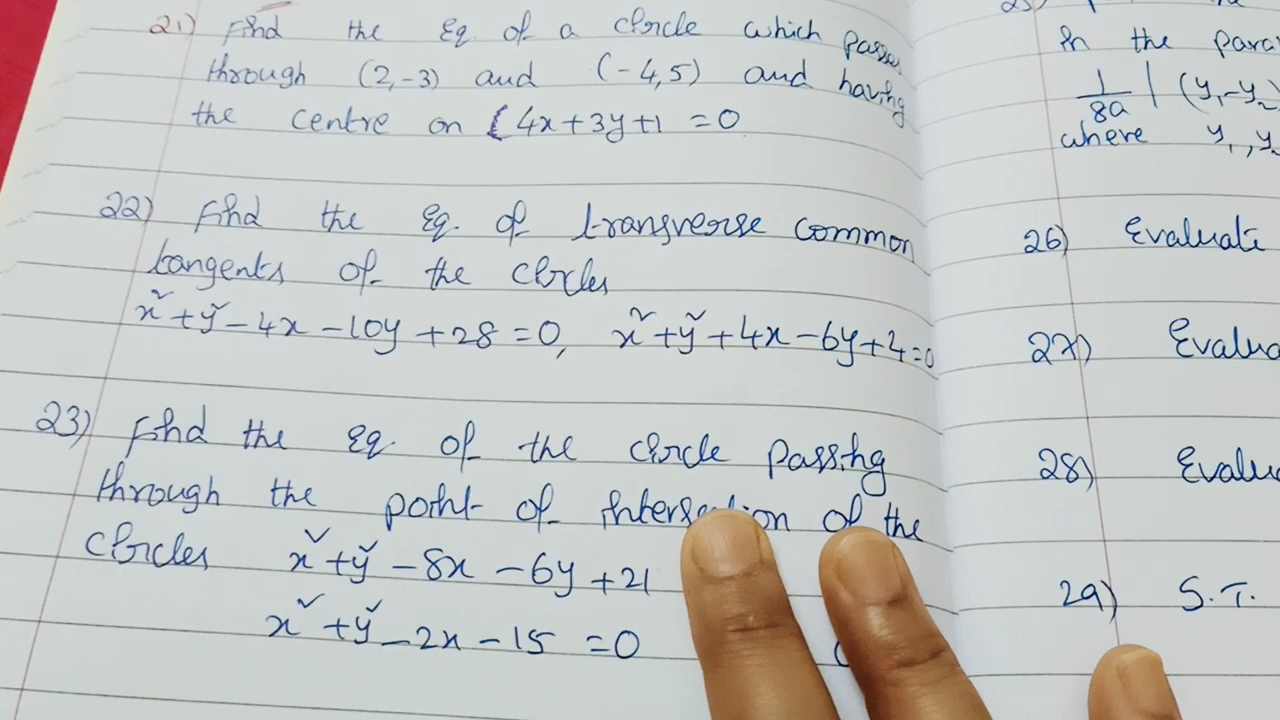 21) Find the Eq. of a circle which passes
through (2,-3) and (-4,5) and having
the centre on 4x+3y+1 =0
22) Find the Eq. of transverse common
tangents of the circles
x²+y²-4x-10y+28=0, x²+y²+4x-6y+4=0
23) Find the Eq. of the circle passing
through the point of intersection of the
circles x²+y²-8x-6y+21
x²+y²-2x-15 =0
in the para
1/8a | (y₁-y₂)
where y₁, y₂
26) Evaluate
27) Evalua
28) Evalu
29) S.T.